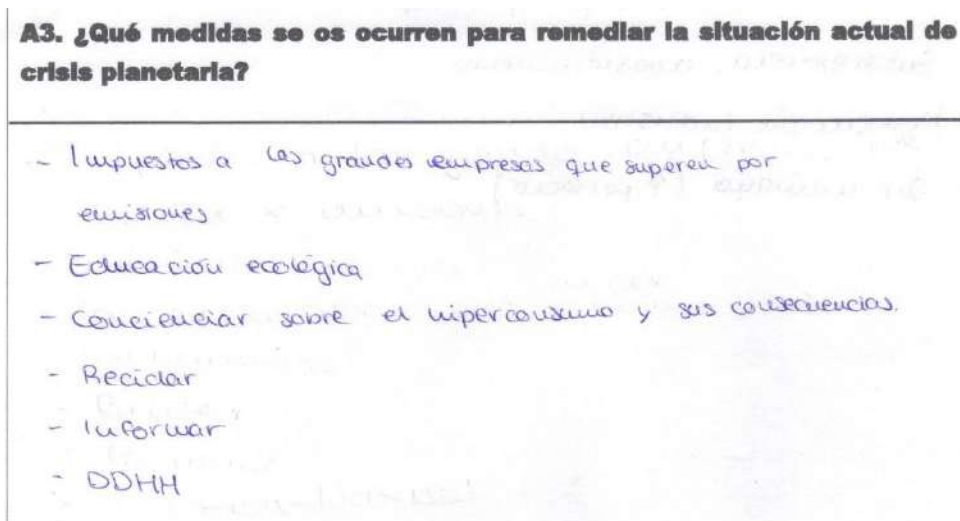 A3. ¿Qué medidas se os ocurren para remediar la situación actual de
crisis planetaria?
- Impuestos a las grandes empresas que superen por
emisiones
- Educación ecológica
- Concienciar sobre el hiperconsumo y sus consecuencias.
- Reciclar
- Informar
- DDHH